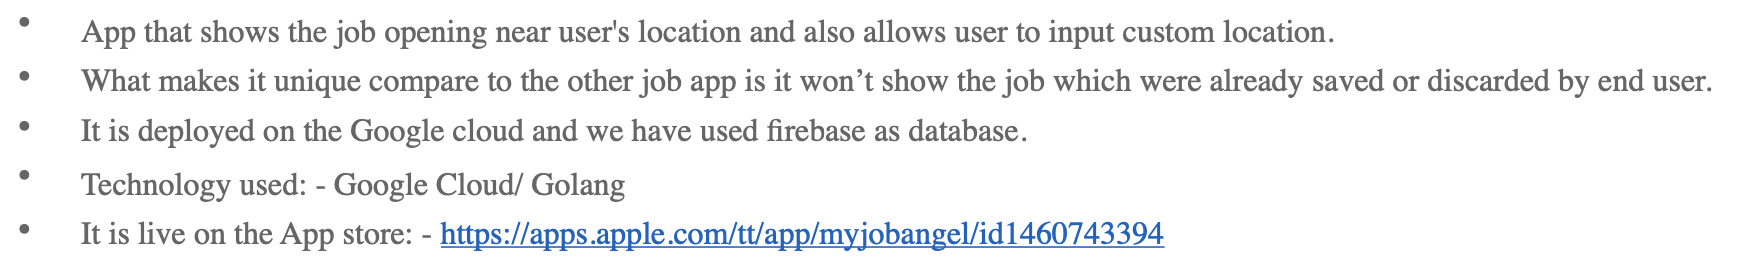 • App that shows the job opening near user's location and also allows user to input custom location.
• What makes it unique compare to the other job app is it won’t show the job which were already saved or discarded by end user.
• It is deployed on the Google cloud and we have used firebase as database.
• Technology used: - Google Cloud/ Golang
• It is live on the App store: - https://apps.apple.com/tt/app/myjobangel/id1460743394